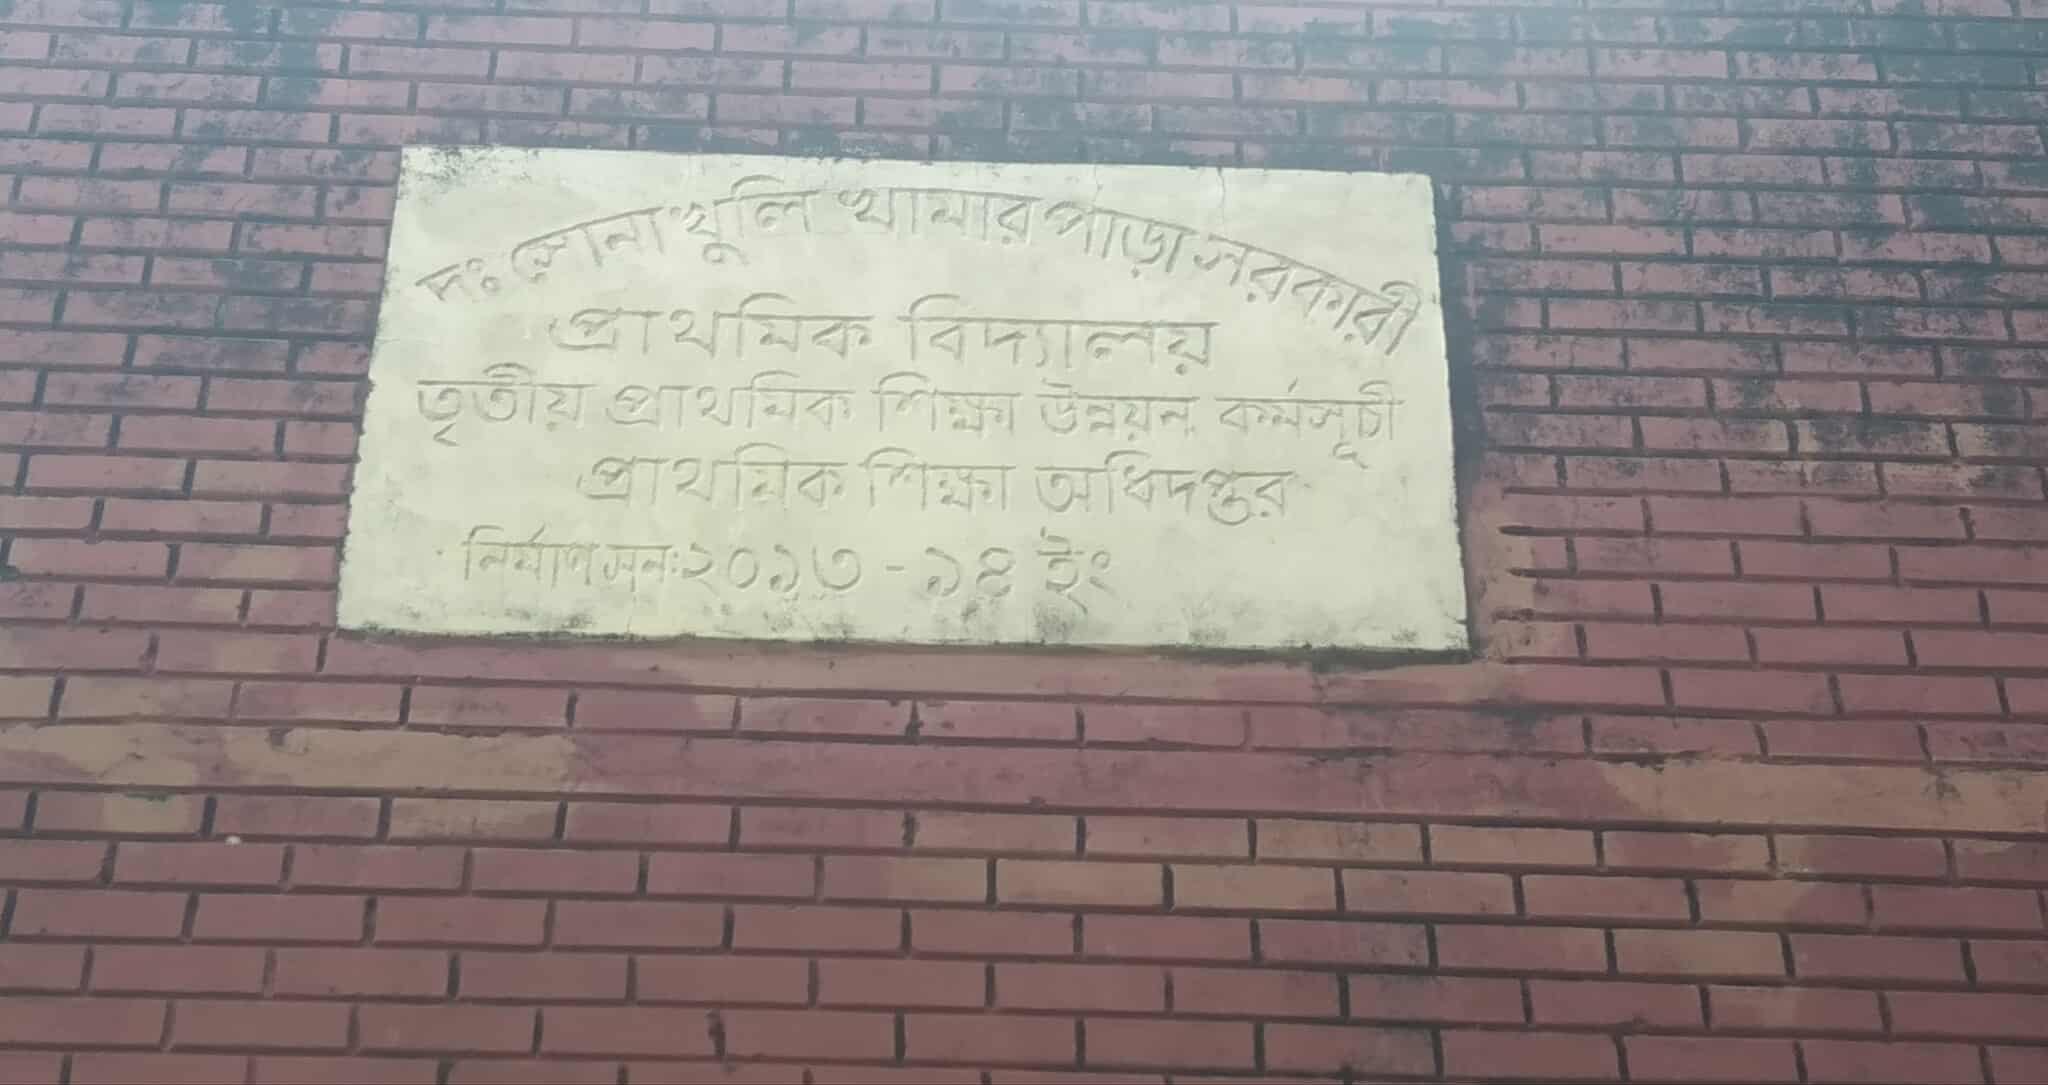 দঃ সোনাখুলি খামারপাড়া সরকারী
প্রাথমিক বিদ্যালয়
তৃতীয় প্রাথমিক শিক্ষা উন্নয়ন কর্মসূচী
প্রাথমিক শিক্ষা অধিদপ্তর
নির্মাণ সনঃ ২০১৩ - ১৪ ইং